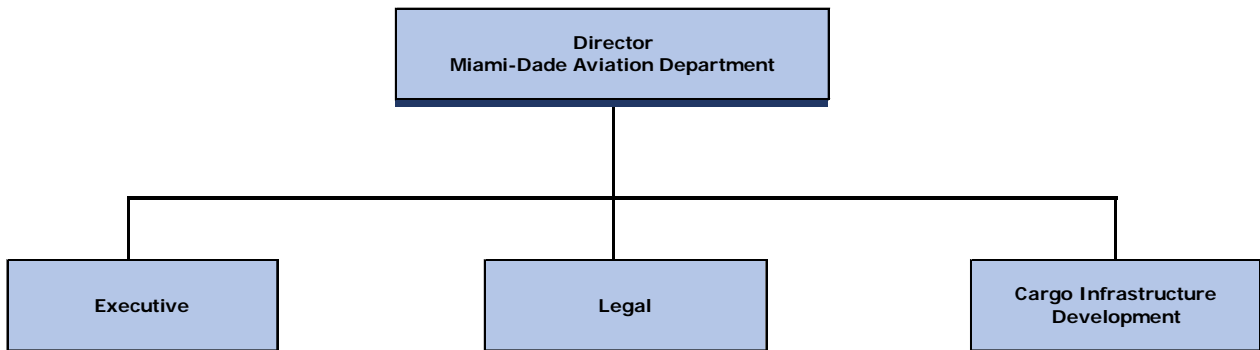 Director
Miami-Dade Aviation Department
Executive
Legal
Cargo Infrastructure
Development